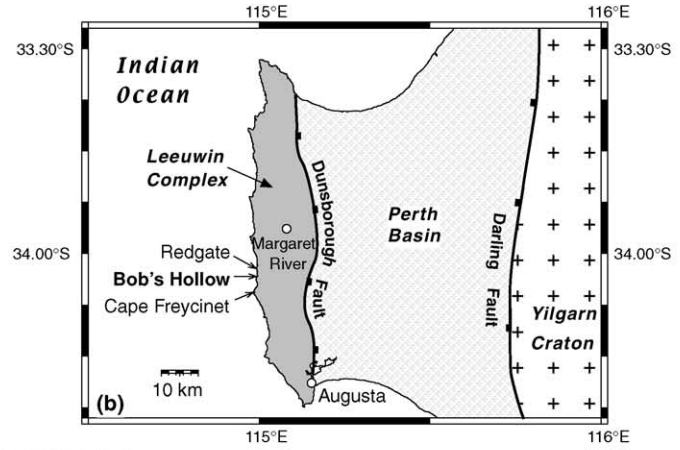 115°E
116°E
33.30°S
33.30°S
Indian
Ocean
Leeuwin
Complex
Dunsborough
Fault
Perth
Basin
Darling
Fault
Margaret
River
34.00°S
34.00°S
Redgate
Bob's Hollow
Cape Freycinet
Yilgarn
Craton
10 km
(b)
Augusta
115°E
116°E